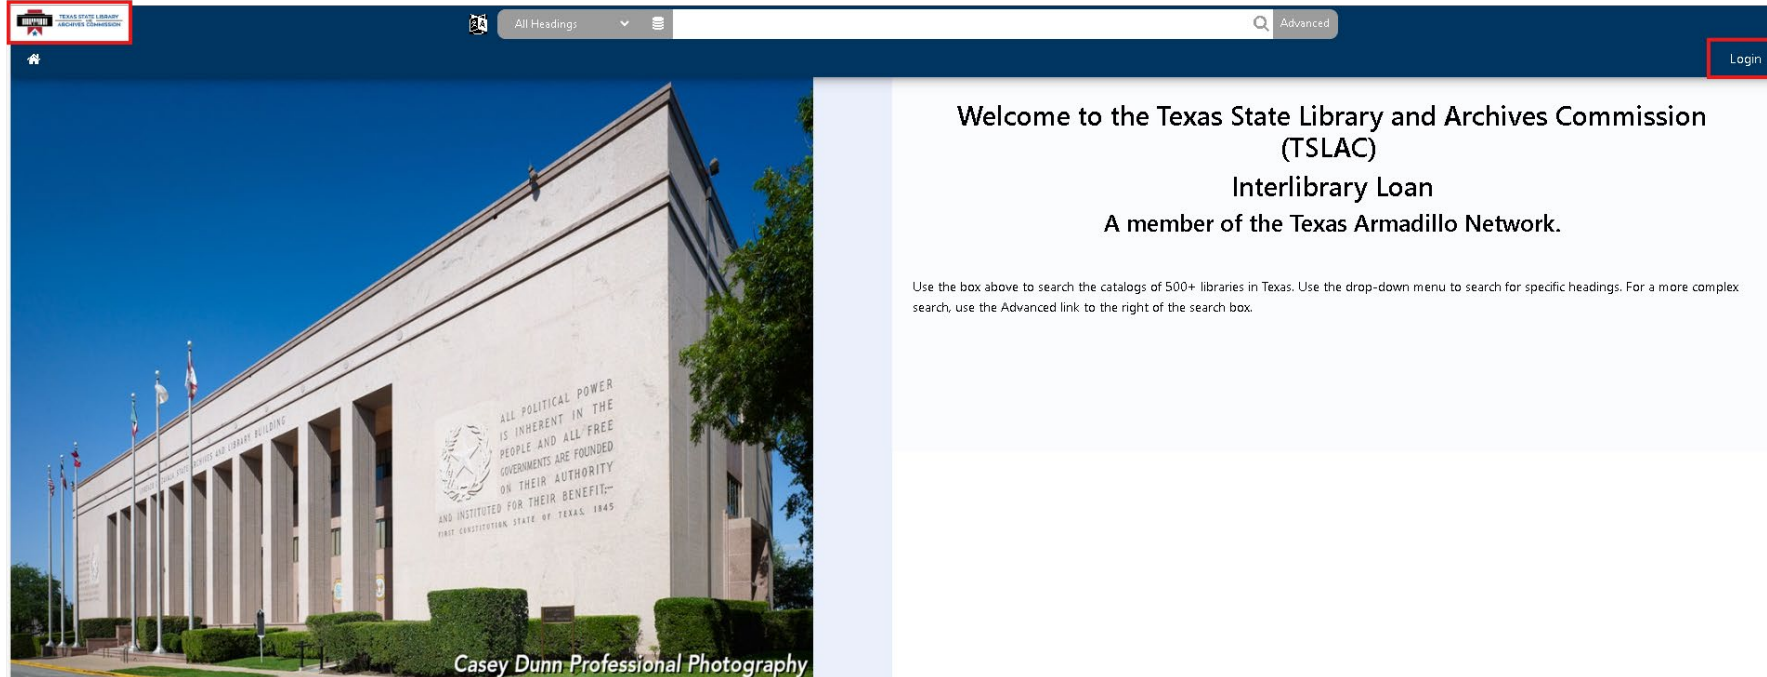 TEXAS STATE LIBRARY
ARCHIVES COMMISSION
All Headings
Advanced
Login
Welcome to the Texas State Library and Archives Commission
(TSLAC)
Interlibrary Loan
A member of the Texas Armadillo Network.
Use the box above to search the catalogs of 500+ libraries in Texas. Use the drop-down menu to search for specific headings. For a more complex
search, use the Advanced link to the right of the search box.
STATE ARCHIVES AND LIBRARY BUILDING
ALL POLITICAL POWER
IS INHERENT IN THE
PEOPLE AND ALL FREE
GOVERNMENTS ARE FOUNDED
ON THEIR AUTHORITY
AND INSTITUTED FOR THEIR BENEFIT,—
FIRST CONSTITUTION, STATE OF TEXAS, 1845
Casey Dunn Professional Photography